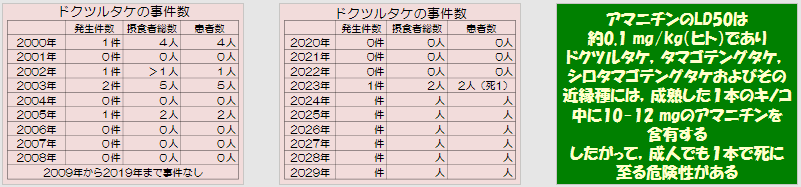 ドクツルタケの事件数
発生件数 摂食者総数 患者数
2000年 1件 4人 4人
2001年 0件 0人 0人
2002年 1件 >1人 1人
2003年 2件 5人 5人
2004年 0件 0人 0人
2005年 1件 2人 2人
2006年 0件 0人 0人
2007年 0件 0人 0人
2008年 0件 0人 0人
2009年から2019年まで事件なし
ドクツルタケの事件数
発生件数 摂食者総数 患者数
2020年 0件 0人 0人
2021年 0件 0人 0人
2022年 0件 0人 0人
2023年 1件 2人 2人(死1)
2024年 件 人 人
2025年 件 人 人
2026年 件 人 人
2027年 件 人 人
2028年 件 人 人
2029年 件 人 人
アマニチンのLD50は
約0.1 mg/Kg(ヒト)であり
ドクツルタケ, タマゴテングタケ,
シロタマゴテングタケおよびその
近縁種には, 成熟した1本のキノコ
中に10-12 mgのアマニチンを
含有する
したがって, 成人でも1本で死に
至る危険性がある